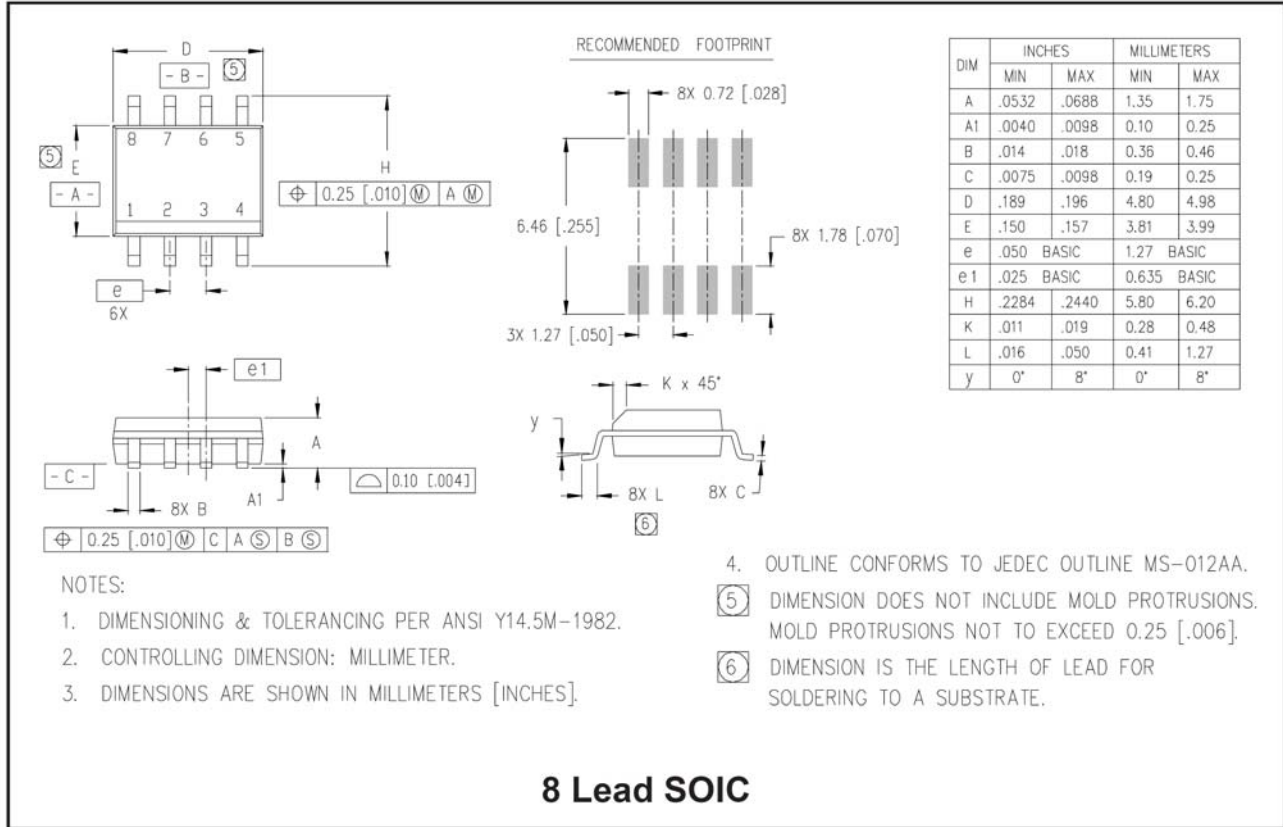 D
- B -
5
8 7 6 5
5
E
- A -
H
⌖ 0.25 [.010] Ⓜ A Ⓜ
1 2 3 4
e
6X
RECOMMENDED FOOTPRINT
8X 0.72 [.028]
6.46 [.255]
8X 1.78 [.070]
3X 1.27 [.050]
DIM INCHES MILLIMETERS
MIN MAX MIN MAX
A .0532 .0688 1.35 1.75
A1 .0040 .0098 0.10 0.25
B .014 .018 0.36 0.46
C .0075 .0098 0.19 0.25
D .189 .196 4.80 4.98
E .150 .157 3.81 3.99
e .050 BASIC 1.27 BASIC
e1 .025 BASIC 0.635 BASIC
H .2284 .2440 5.80 6.20
K .011 .019 0.28 0.48
L .016 .050 0.41 1.27
y 0° 8° 0° 8°
e1
A
- C -
A1
8X B
⌓ 0.10 [.004]
⌖ 0.25 [.010] Ⓜ C A Ⓢ B Ⓢ
K x 45°
y
8X L
8X C
6
NOTES:
1. DIMENSIONING & TOLERANCING PER ANSI Y14.5M-1982.
2. CONTROLLING DIMENSION: MILLIMETER.
3. DIMENSIONS ARE SHOWN IN MILLIMETERS [INCHES].
4. OUTLINE CONFORMS TO JEDEC OUTLINE MS-012AA.
5 DIMENSION DOES NOT INCLUDE MOLD PROTRUSIONS.
MOLD PROTRUSIONS NOT TO EXCEED 0.25 [.006].
6 DIMENSION IS THE LENGTH OF LEAD FOR
SOLDERING TO A SUBSTRATE.
8 Lead SOIC